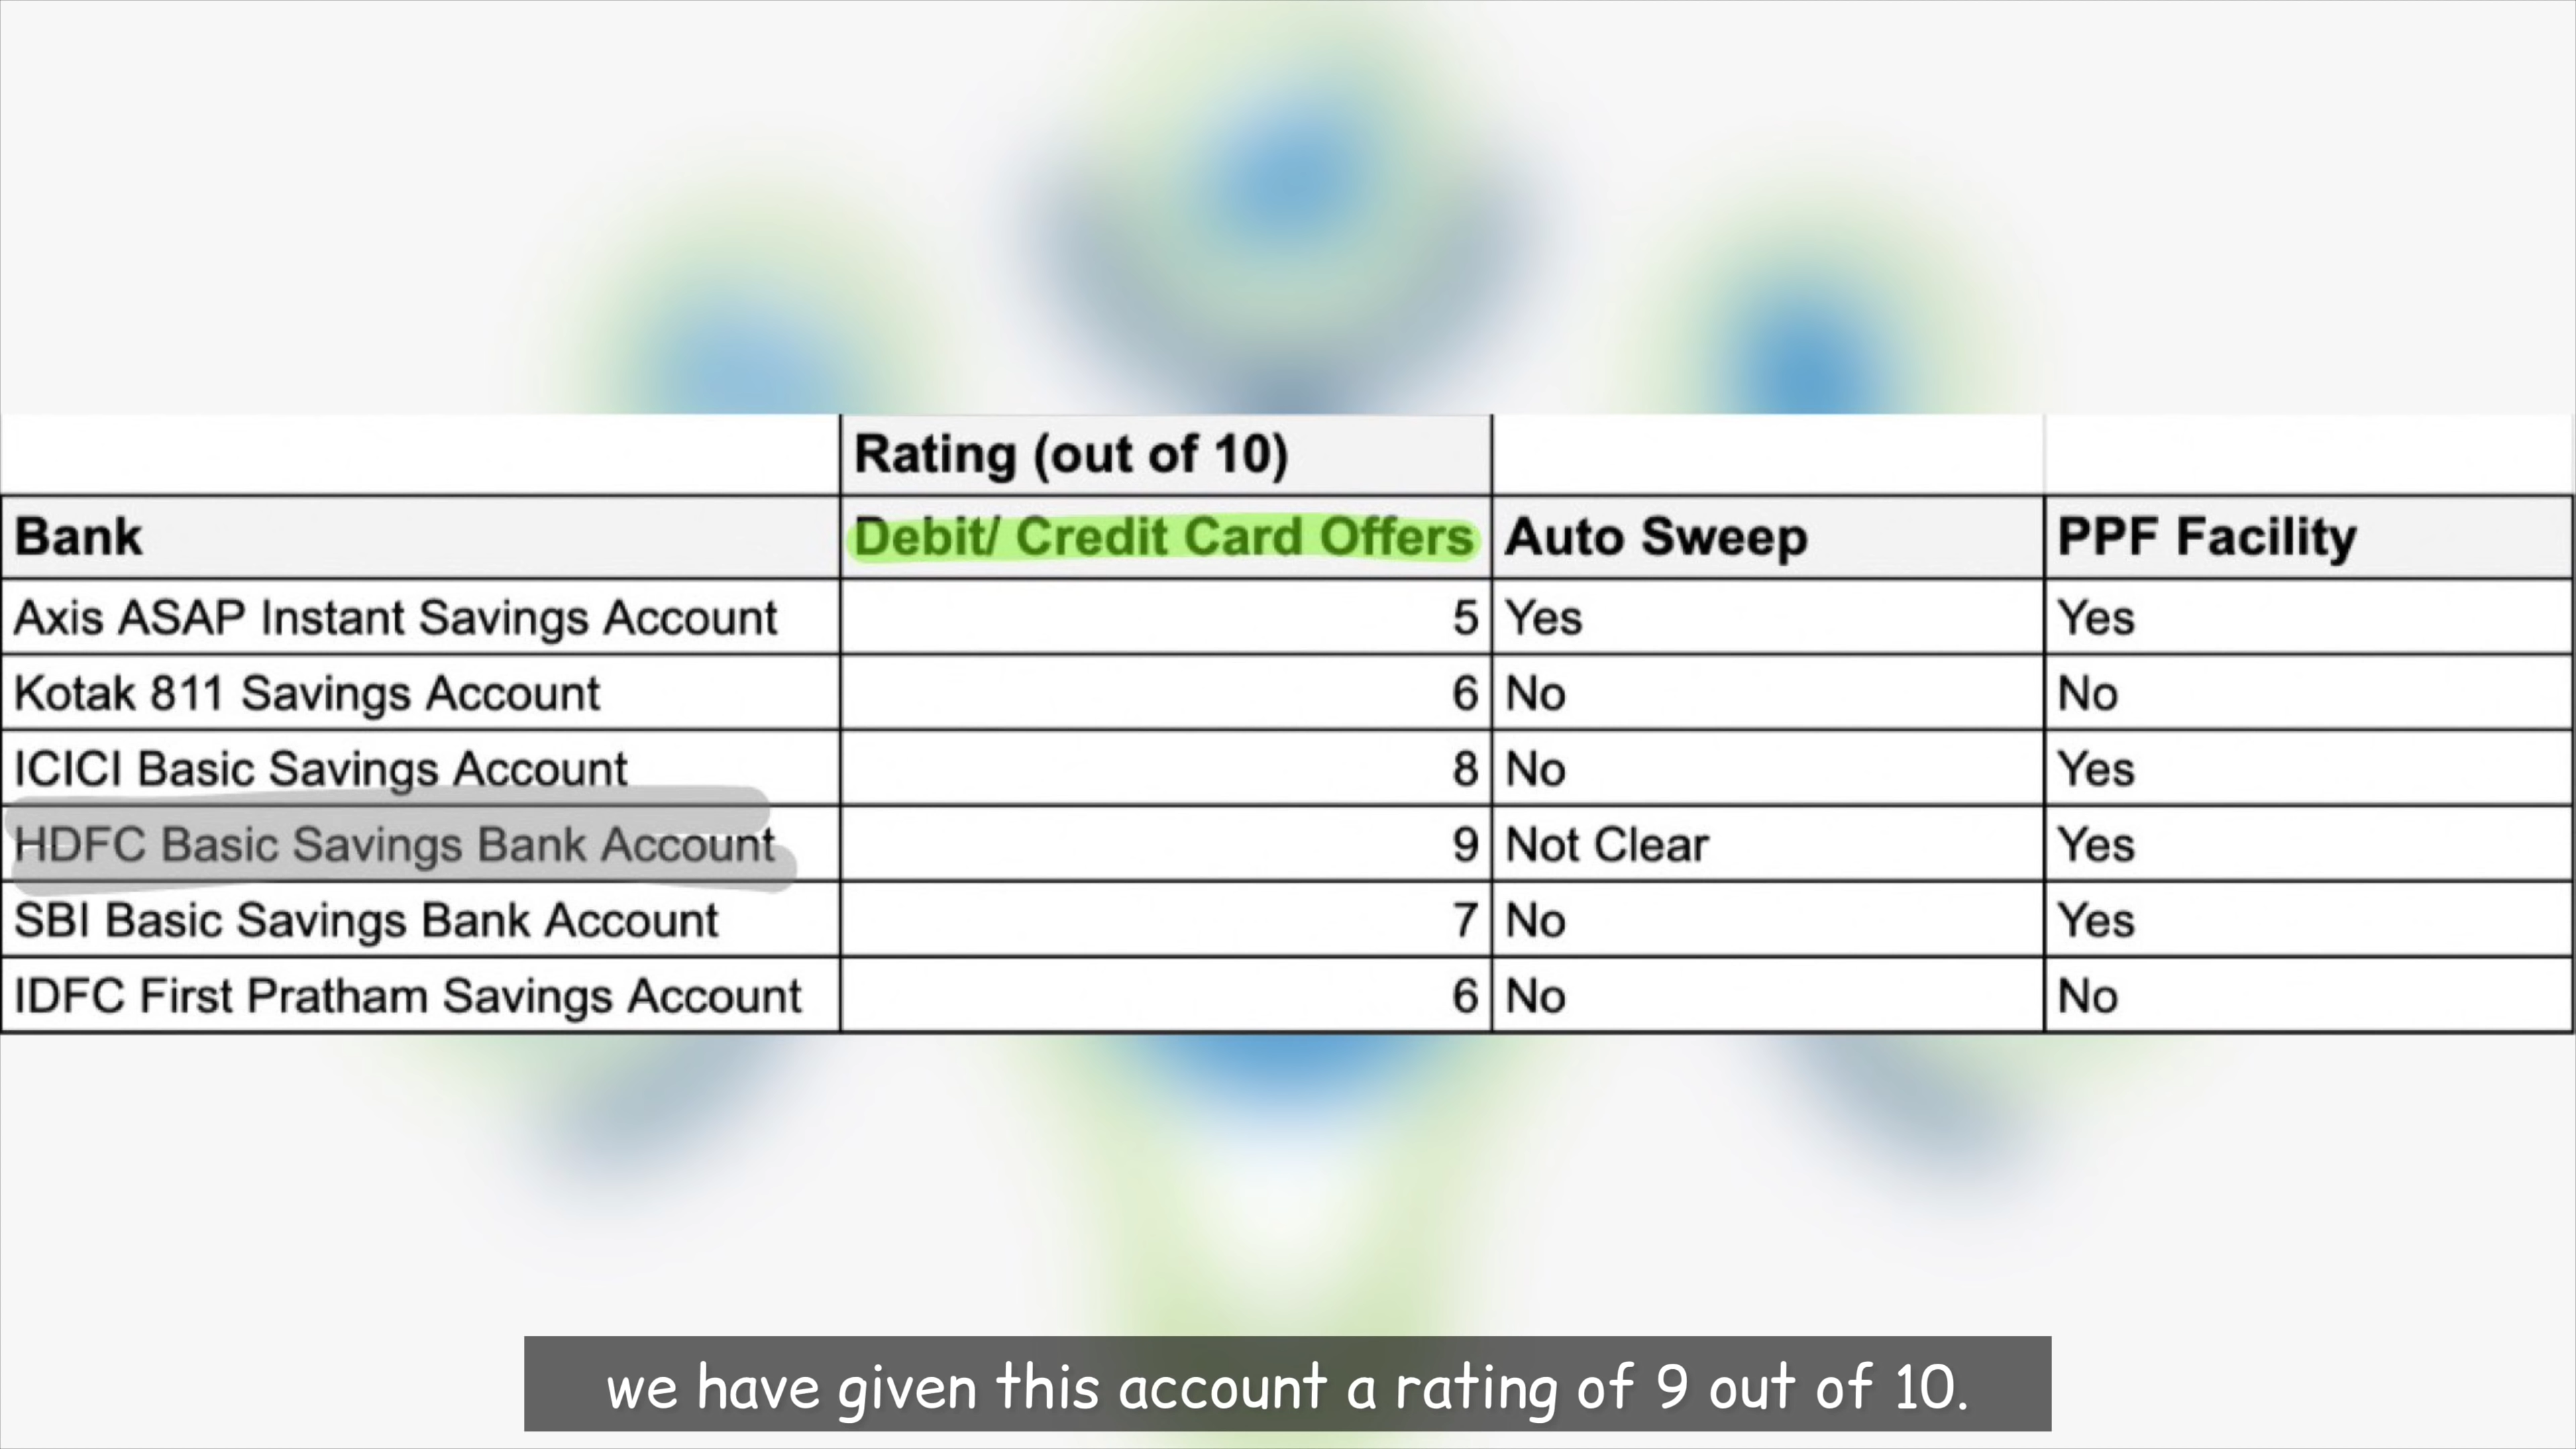 Rating (out of 10)
Bank Debit/ Credit Card Offers Auto Sweep PPF Facility
Axis ASAP Instant Savings Account 5 Yes Yes
Kotak 811 Savings Account 6 No No
ICICI Basic Savings Account 8 No Yes
HDFC Basic Savings Bank Account 9 Not Clear Yes
SBI Basic Savings Bank Account 7 No Yes
IDFC First Pratham Savings Account 6 No No
we have given this account a rating of 9 out of 10.